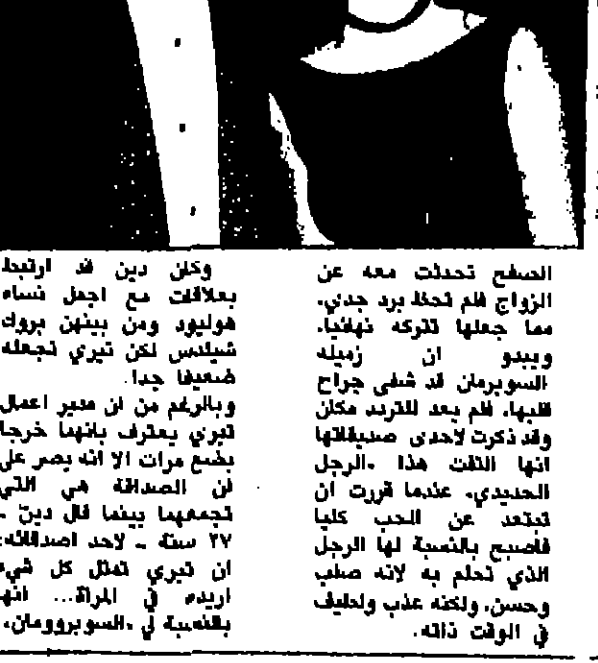 الصفح تحدثت معه عن
الزواج فلم تحظ برد جدي،
مما جعلها تتركه نهائيا.
ويبدو ان زميله
السوبرمان قد شفى جراح
قلبها، فلم يعد للتردد مكان
وقد ذكرت لاحدى صديقاتها
انها التقت هذا «الرجل
الحديدي» عندما قررت ان
تبتعد عن الحب كليا
فاصبح بالنسبة لها الرجل
الذي تحلم به لانه صلب
وحسن، ولكنه عذب ولطيف
في الوقت ذاته.
وكان دين قد ارتبط
بعلاقات مع اجمل نساء
هوليود ومن بينهن بروك
شيلدس لكن تيري تجعله
ضعيفا جدا.
وبالرغم من ان مدير اعمال
تيري يعترف بانهما خرجا
بضع مرات الا انه يصر على
ان الصداقة هي التي
تجمعهما بينما قال دين -
٢٧ سنة - لاحد اصدقائه:
ان تيري تمثل كل شيء
اريده في المراة... انها
بالنسبة لي «السوبروومان»